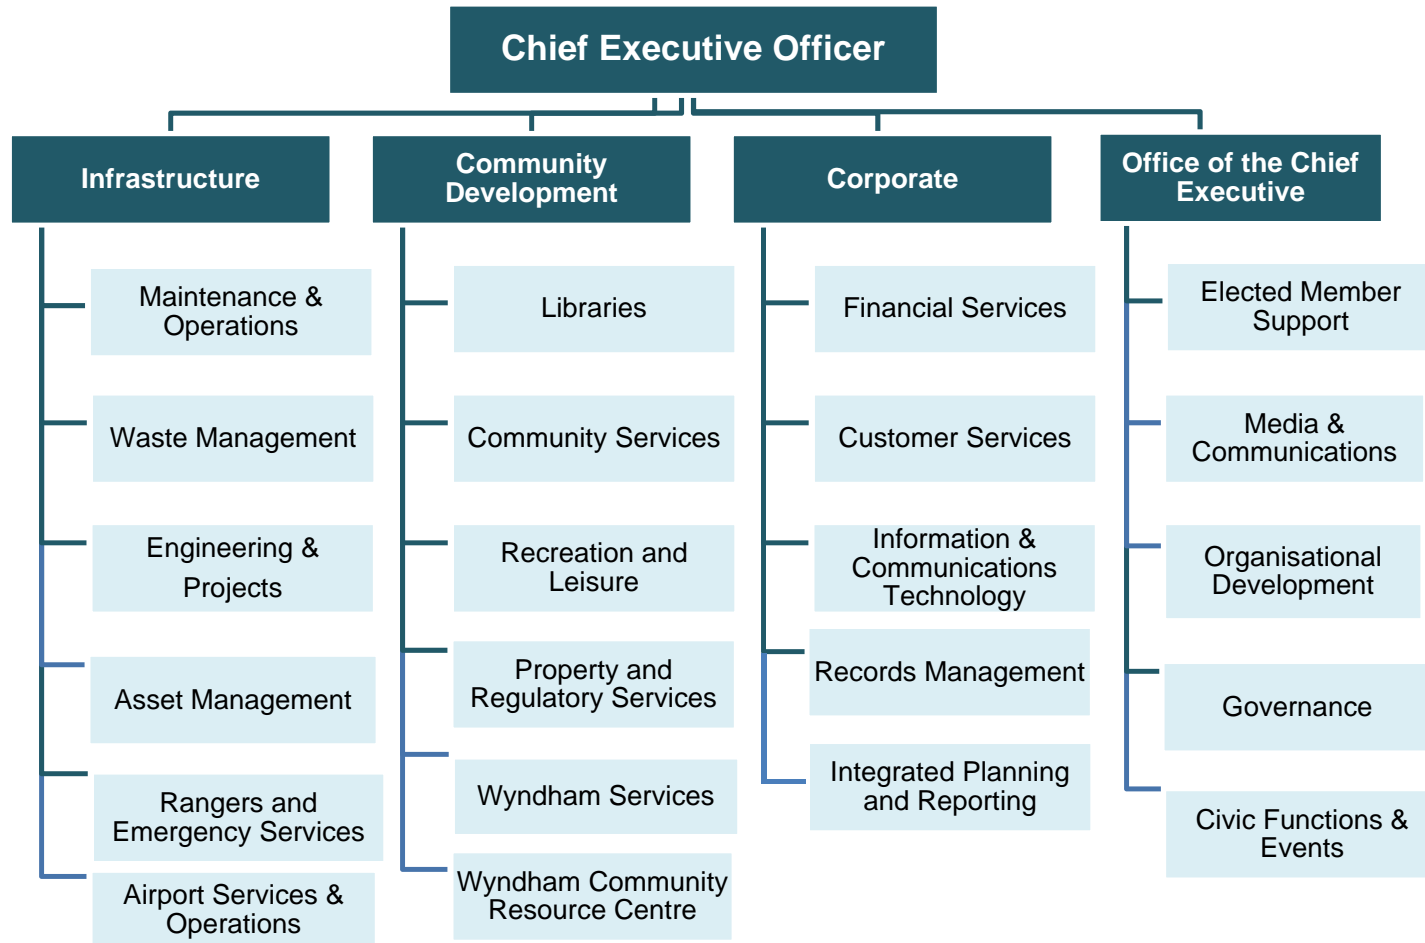 Chief Executive Officer
Infrastructure
Community
Development
Corporate
Office of the Chief
Executive
Maintenance &
Operations
Waste Management
Engineering &
Projects
Asset Management
Rangers and
Emergency Services
Airport Services &
Operations
Libraries
Community Services
Recreation and
Leisure
Property and
Regulatory Services
Wyndham Services
Wyndham Community
Resource Centre
Financial Services
Customer Services
Information &
Communications
Technology
Records Management
Integrated Planning
and Reporting
Elected Member
Support
Media &
Communications
Organisational
Development
Governance
Civic Functions &
Events